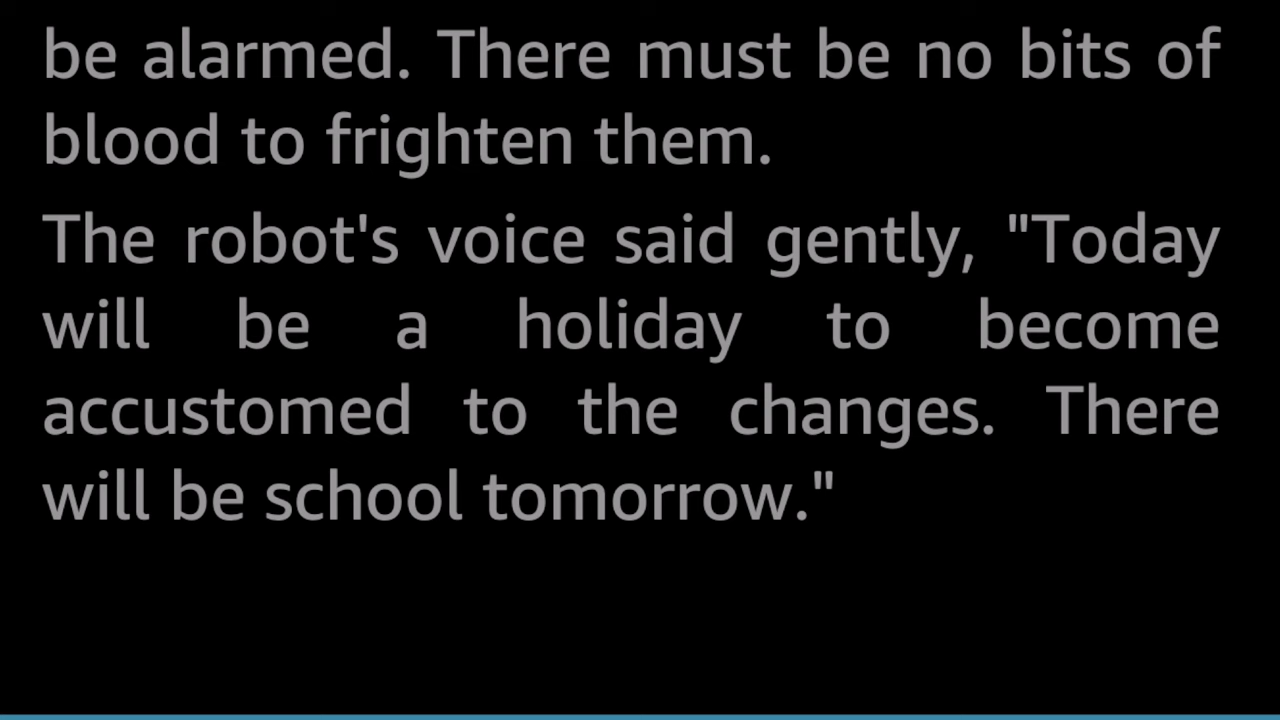 be alarmed. There must be no bits of
blood to frighten them.
The robot's voice said gently, "Today
will be a holiday to become
accustomed to the changes. There
will be school tomorrow."